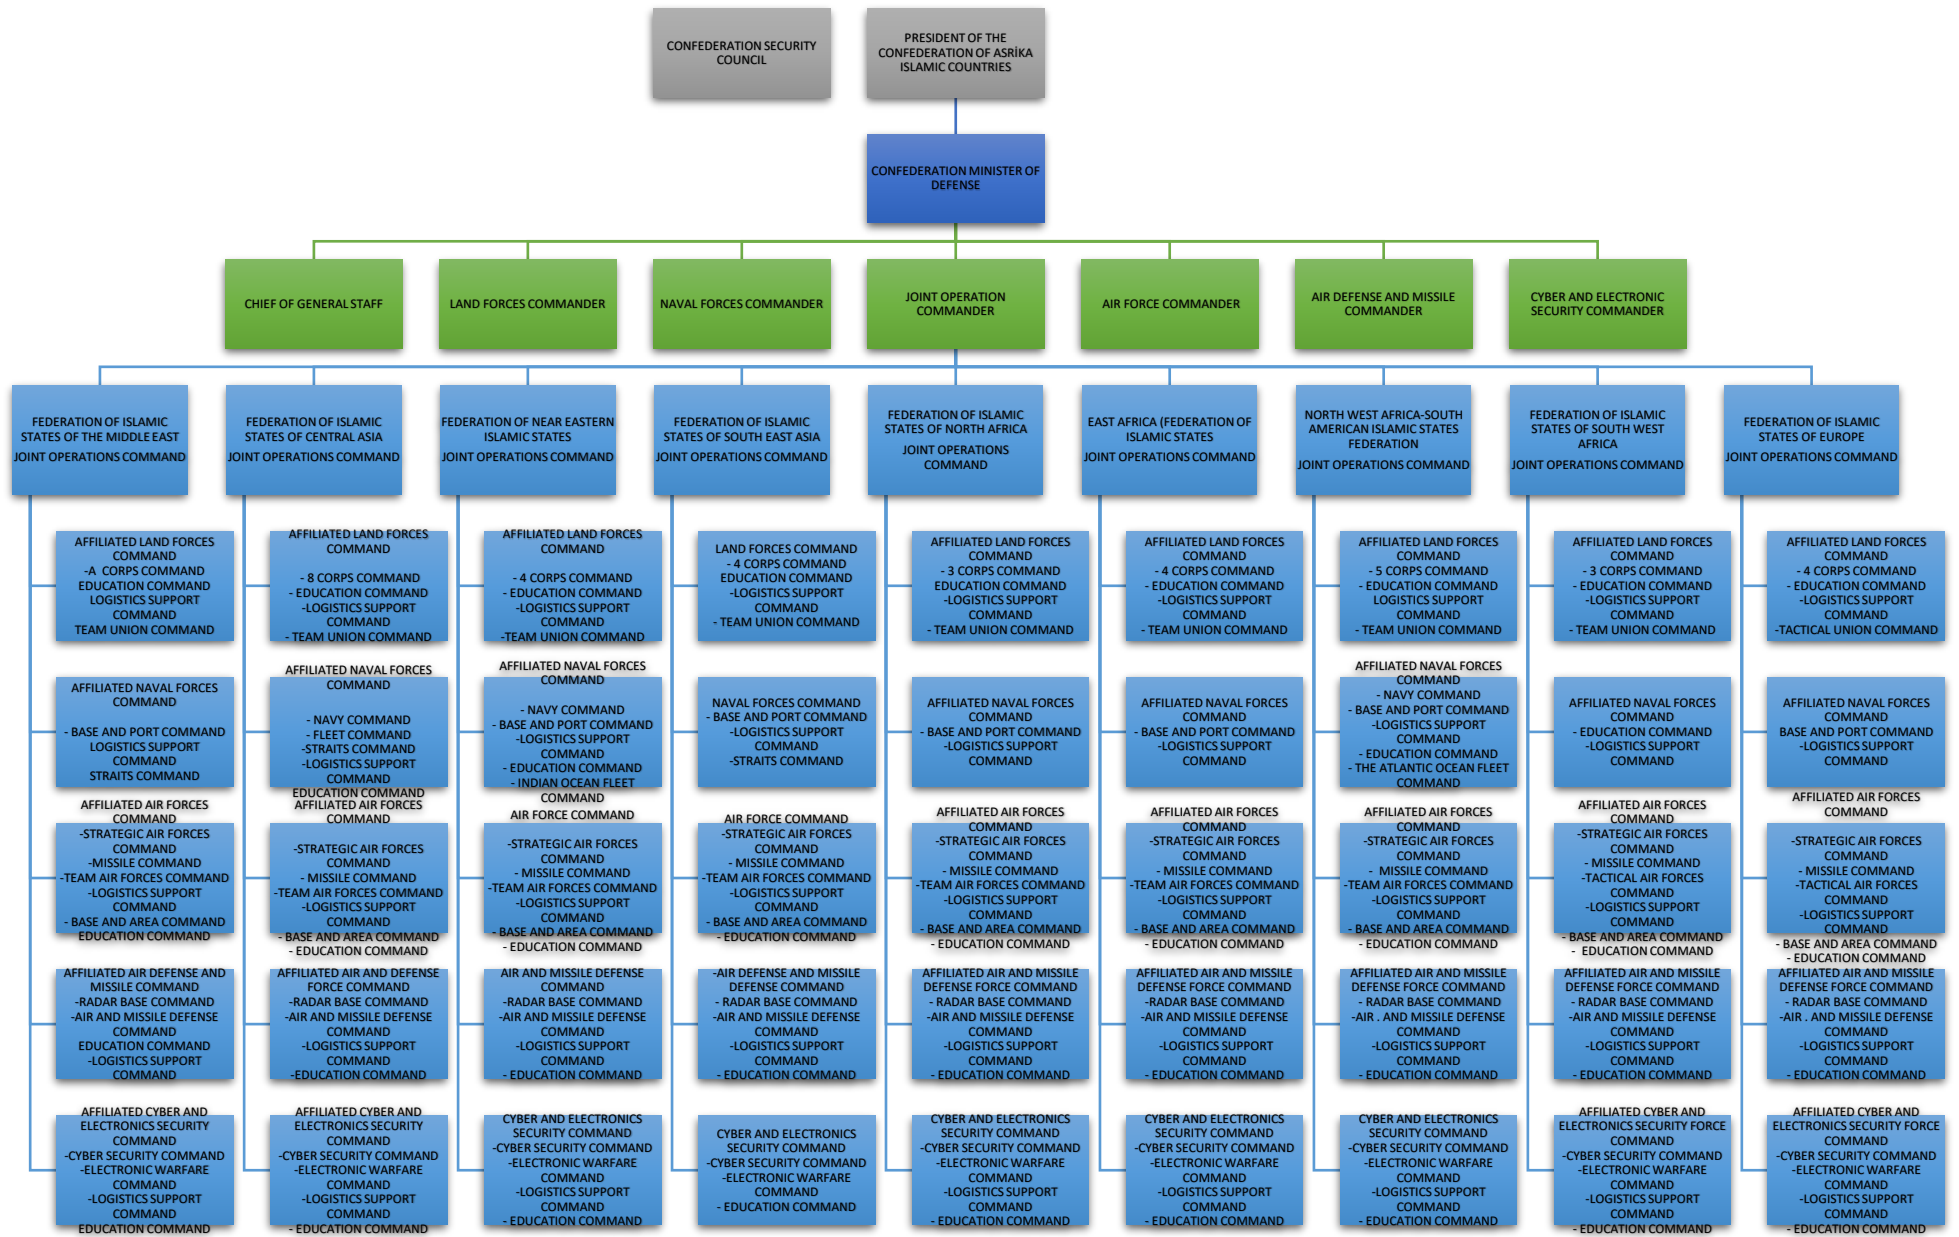 CONFEDERATION SECURITY
COUNCIL
PRESIDENT OF THE
CONFEDERATION OF ASRİKA
ISLAMIC COUNTRIES
CONFEDERATION MINISTER OF
DEFENSE
CHIEF OF GENERAL STAFF
LAND FORCES COMMANDER
NAVAL FORCES COMMANDER
JOINT OPERATION
COMMANDER
AIR FORCE COMMANDER
AIR DEFENSE AND MISSILE
COMMANDER
CYBER AND ELECTRONIC
SECURITY COMMANDER
FEDERATION OF ISLAMIC
STATES OF THE MIDDLE EAST
JOINT OPERATIONS COMMAND
AFFILIATED LAND FORCES
COMMAND
-A  CORPS COMMAND
EDUCATION COMMAND
LOGISTICS SUPPORT
COMMAND
TEAM UNION COMMAND
AFFILIATED NAVAL FORCES
COMMAND
- BASE AND PORT COMMAND
LOGISTICS SUPPORT
COMMAND
STRAITS COMMAND
AFFILIATED AIR FORCES
COMMAND
-STRATEGIC AIR FORCES
COMMAND
-MISSILE COMMAND
-TEAM AIR FORCES COMMAND
-LOGISTICS SUPPORT
COMMAND
- BASE AND AREA COMMAND
EDUCATION COMMAND
AFFILIATED AIR DEFENSE AND
MISSILE COMMAND
-RADAR BASE COMMAND
-AIR AND MISSILE DEFENSE
COMMAND
EDUCATION COMMAND
-LOGISTICS SUPPORT
COMMAND
AFFILIATED CYBER AND
ELECTRONICS SECURITY
COMMAND
-CYBER SECURITY COMMAND
-ELECTRONIC WARFARE
COMMAND
-LOGISTICS SUPPORT
COMMAND
EDUCATION COMMAND
FEDERATION OF ISLAMIC
STATES OF CENTRAL ASIA
JOINT OPERATIONS COMMAND
AFFILIATED LAND FORCES
COMMAND
- 8 CORPS COMMAND
- EDUCATION COMMAND
-LOGISTICS SUPPORT
COMMAND
- TEAM UNION COMMAND
AFFILIATED NAVAL FORCES
COMMAND
- NAVY COMMAND
- FLEET COMMAND
-STRAITS COMMAND
-LOGISTICS SUPPORT
COMMAND
EDUCATION COMMAND
AFFILIATED AIR FORCES
COMMAND
-STRATEGIC AIR FORCES
COMMAND
- MISSILE COMMAND
-TEAM AIR FORCES COMMAND
-LOGISTICS SUPPORT
COMMAND
- BASE AND AREA COMMAND
- EDUCATION COMMAND
AFFILIATED AIR AND DEFENSE
FORCE COMMAND
-RADAR BASE COMMAND
-AIR AND MISSILE DEFENSE
COMMAND
-LOGISTICS SUPPORT
COMMAND
-EDUCATION COMMAND
AFFILIATED CYBER AND
ELECTRONICS SECURITY
COMMAND
-CYBER SECURITY COMMAND
-ELECTRONIC WARFARE
COMMAND
-LOGISTICS SUPPORT
COMMAND
- EDUCATION COMMAND
FEDERATION OF NEAR EASTERN
ISLAMIC STATES
JOINT OPERATIONS COMMAND
AFFILIATED LAND FORCES
COMMAND
- 4 CORPS COMMAND
- EDUCATION COMMAND
-LOGISTICS SUPPORT
COMMAND
-TEAM UNION COMMAND
AFFILIATED NAVAL FORCES
COMMAND
- NAVY COMMAND
- BASE AND PORT COMMAND
-LOGISTICS SUPPORT
COMMAND
- EDUCATION COMMAND
- INDIAN OCEAN FLEET
COMMAND
AIR FORCE COMMAND
-STRATEGIC AIR FORCES
COMMAND
- MISSILE COMMAND
-TEAM AIR FORCES COMMAND
-LOGISTICS SUPPORT
COMMAND
- BASE AND AREA COMMAND
- EDUCATION COMMAND
AIR AND MISSILE DEFENSE
COMMAND
-RADAR BASE COMMAND
-AIR AND MISSILE DEFENSE
COMMAND
-LOGISTICS SUPPORT
COMMAND
- EDUCATION COMMAND
CYBER AND ELECTRONICS
SECURITY COMMAND
-CYBER SECURITY COMMAND
-ELECTRONIC WARFARE
COMMAND
-LOGISTICS SUPPORT
COMMAND
- EDUCATION COMMAND
FEDERATION OF ISLAMIC
STATES OF SOUTH EAST ASIA
JOINT OPERATIONS COMMAND
LAND FORCES COMMAND
- 4 CORPS COMMAND
EDUCATION COMMAND
-LOGISTICS SUPPORT
COMMAND
- TEAM UNION COMMAND
NAVAL FORCES COMMAND
- BASE AND PORT COMMAND
-LOGISTICS SUPPORT
COMMAND
-STRAITS COMMAND
AIR FORCE COMMAND
-STRATEGIC AIR FORCES
COMMAND
- MISSILE COMMAND
-TEAM AIR FORCES COMMAND
-LOGISTICS SUPPORT
COMMAND
- BASE AND AREA COMMAND
- EDUCATION COMMAND
-AIR DEFENSE AND MISSILE
DEFENSE COMMAND
- RADAR BASE COMMAND
-AIR AND MISSILE DEFENSE
COMMAND
-LOGISTICS SUPPORT
COMMAND
- EDUCATION COMMAND
CYBER AND ELECTRONICS
SECURITY COMMAND
-CYBER SECURITY COMMAND
-ELECTRONIC WARFARE
COMMAND
- EDUCATION COMMAND
FEDERATION OF ISLAMIC
STATES OF NORTH AFRICA
JOINT OPERATIONS
COMMAND
AFFILIATED LAND FORCES
COMMAND
- 3 CORPS COMMAND
EDUCATION COMMAND
-LOGISTICS SUPPORT
COMMAND
- TEAM UNION COMMAND
AFFILIATED NAVAL FORCES
COMMAND
- BASE AND PORT COMMAND
-LOGISTICS SUPPORT
COMMAND
AFFILIATED AIR FORCES
COMMAND
-STRATEGIC AIR FORCES
COMMAND
- MISSILE COMMAND
-TEAM AIR FORCES COMMAND
-LOGISTICS SUPPORT
COMMAND
- BASE AND AREA COMMAND
- EDUCATION COMMAND
AFFILIATED AIR AND MISSILE
DEFENSE FORCE COMMAND
- RADAR BASE COMMAND
-AIR AND MISSILE DEFENSE
COMMAND
-LOGISTICS SUPPORT
COMMAND
- EDUCATION COMMAND
CYBER AND ELECTRONICS
SECURITY COMMAND
-CYBER SECURITY COMMAND
-ELECTRONIC WARFARE
COMMAND
-LOGISTICS SUPPORT
COMMAND
- EDUCATION COMMAND
EAST AFRICA (FEDERATION OF
ISLAMIC STATES
JOINT OPERATIONS COMMAND
AFFILIATED LAND FORCES
COMMAND
- 4 CORPS COMMAND
- EDUCATION COMMAND
-LOGISTICS SUPPORT
COMMAND
- TEAM UNION COMMAND
AFFILIATED NAVAL FORCES
COMMAND
- BASE AND PORT COMMAND
-LOGISTICS SUPPORT
COMMAND
AFFILIATED AIR FORCES
COMMAND
-STRATEGIC AIR FORCES
COMMAND
- MISSILE COMMAND
-TEAM AIR FORCES COMMAND
-LOGISTICS SUPPORT
COMMAND
- BASE AND AREA COMMAND
- EDUCATION COMMAND
AFFILIATED AIR AND MISSILE
DEFENSE FORCE COMMAND
-RADAR BASE COMMAND
-AIR AND MISSILE DEFENSE
COMMAND
-LOGISTICS SUPPORT
COMMAND
- EDUCATION COMMAND
CYBER AND ELECTRONICS
SECURITY COMMAND
-CYBER SECURITY COMMAND
-ELECTRONIC WARFARE
COMMAND
-LOGISTICS SUPPORT
COMMAND
- EDUCATION COMMAND
NORTH WEST AFRICA-SOUTH
AMERICAN ISLAMIC STATES
FEDERATION
JOINT OPERATIONS COMMAND
AFFILIATED LAND FORCES
COMMAND
- 5 CORPS COMMAND
- EDUCATION COMMAND
LOGISTICS SUPPORT
COMMAND
- TEAM UNION COMMAND
AFFILIATED NAVAL FORCES
COMMAND
- NAVY COMMAND
- BASE AND PORT COMMAND
-LOGISTICS SUPPORT
COMMAND
- EDUCATION COMMAND
- THE ATLANTIC OCEAN FLEET
COMMAND
AFFILIATED AIR FORCES
COMMAND
-STRATEGIC AIR FORCES
COMMAND
- MISSILE COMMAND
-TEAM AIR FORCES COMMAND
-LOGISTICS SUPPORT
COMMAND
- BASE AND AREA COMMAND
- EDUCATION COMMAND
AFFILIATED AIR AND MISSILE
DEFENSE FORCE COMMAND
- RADAR BASE COMMAND
-AIR . AND MISSILE DEFENSE
COMMAND
-LOGISTICS SUPPORT
COMMAND
- EDUCATION COMMAND
CYBER AND ELECTRONICS
SECURITY COMMAND
-CYBER SECURITY COMMAND
-ELECTRONIC WARFARE
COMMAND
-LOGISTICS SUPPORT
COMMAND
- EDUCATION COMMAND
FEDERATION OF ISLAMIC
STATES OF SOUTH WEST
AFRICA
JOINT OPERATIONS COMMAND
AFFILIATED LAND FORCES
COMMAND
- 3 CORPS COMMAND
- EDUCATION COMMAND
-LOGISTICS SUPPORT
COMMAND
- TEAM UNION COMMAND
AFFILIATED NAVAL FORCES
COMMAND
- EDUCATION COMMAND
-LOGISTICS SUPPORT
COMMAND
AFFILIATED AIR FORCES
COMMAND
-STRATEGIC AIR FORCES
COMMAND
- MISSILE COMMAND
-TACTICAL AIR FORCES
COMMAND
-LOGISTICS SUPPORT
COMMAND
- BASE AND AREA COMMAND
-  EDUCATION COMMAND
AFFILIATED AIR AND MISSILE
DEFENSE FORCE COMMAND
- RADAR BASE COMMAND
-AIR AND MISSILE DEFENSE
COMMAND
-LOGISTICS SUPPORT
COMMAND
- EDUCATION COMMAND
AFFILIATED CYBER AND
ELECTRONICS SECURITY FORCE
COMMAND
-CYBER SECURITY COMMAND
-ELECTRONIC WARFARE
COMMAND
-LOGISTICS SUPPORT
COMMAND
- EDUCATION COMMAND
FEDERATION OF ISLAMIC
STATES OF EUROPE
JOINT OPERATIONS COMMAND
AFFILIATED LAND FORCES
COMMAND
- 4 CORPS COMMAND
- EDUCATION COMMAND
-LOGISTICS SUPPORT
COMMAND
-TACTICAL UNION COMMAND
AFFILIATED NAVAL FORCES
COMMAND
BASE AND PORT COMMAND
-LOGISTICS SUPPORT
COMMAND
AFFILIATED AIR FORCES
COMMAND
-STRATEGIC AIR FORCES
COMMAND
- MISSILE COMMAND
-TACTICAL AIR FORCES
COMMAND
-LOGISTICS SUPPORT
COMMAND
- BASE AND AREA COMMAND
- EDUCATION COMMAND
AFFILIATED AIR AND MISSILE
DEFENSE FORCE COMMAND
- RADAR BASE COMMAND
-AIR . AND MISSILE DEFENSE
COMMAND
-LOGISTICS SUPPORT
COMMAND
- EDUCATION COMMAND
AFFILIATED CYBER AND
ELECTRONICS SECURITY FORCE
COMMAND
-CYBER SECURITY COMMAND
-ELECTRONIC WARFARE
COMMAND
-LOGISTICS SUPPORT
COMMAND
- EDUCATION COMMAND